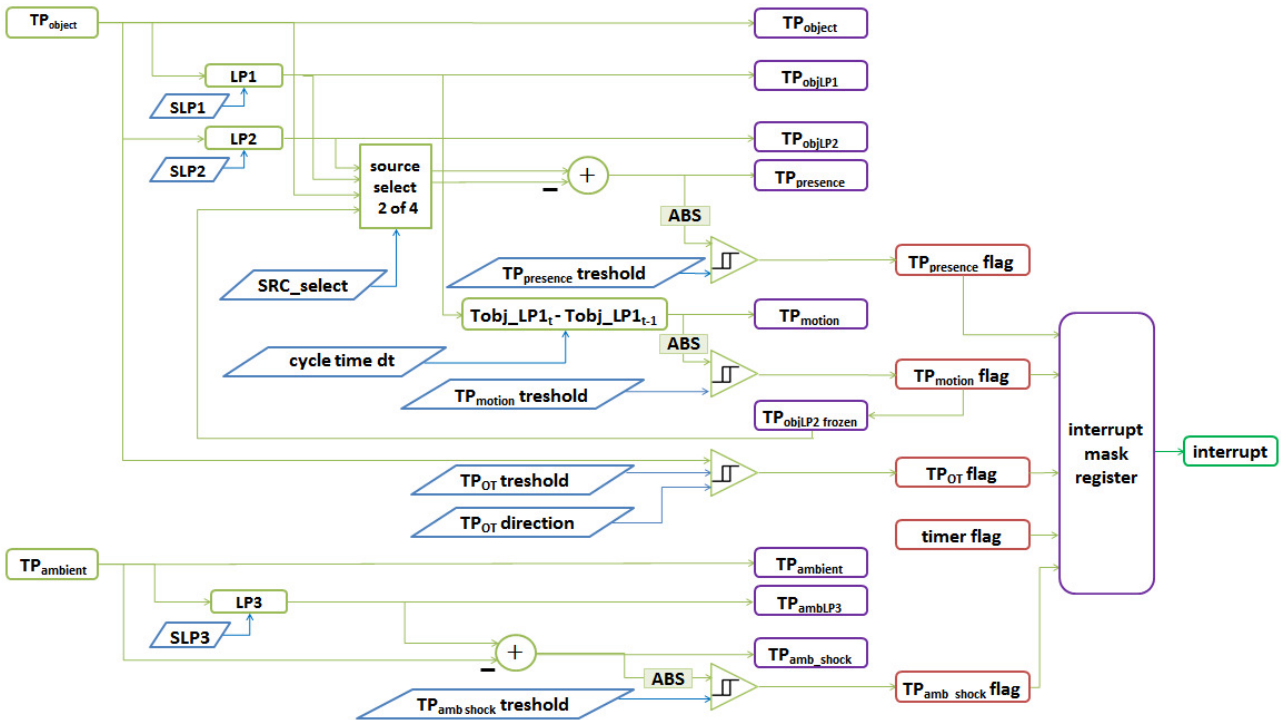 TPobject
TPobject
LP1
TPobjLP1
SLP1
LP2
TPobjLP2
SLP2
source
select
2 of 4
+
−
TPpresence
ABS
TPpresence treshold
TPpresence flag
SRC_select
Tobj_LP1t - Tobj_LP1t-1
TPmotion
ABS
cycle time dt
TPmotion treshold
TPmotion flag
TPobjLP2 frozen
interrupt
mask
register
interrupt
TPOT treshold
TPOT flag
TPOT direction
timer flag
TPambient
TPambient
LP3
TPambLP3
SLP3
+
−
TPamb_shock
ABS
TPamb shock treshold
TPamb_shock flag